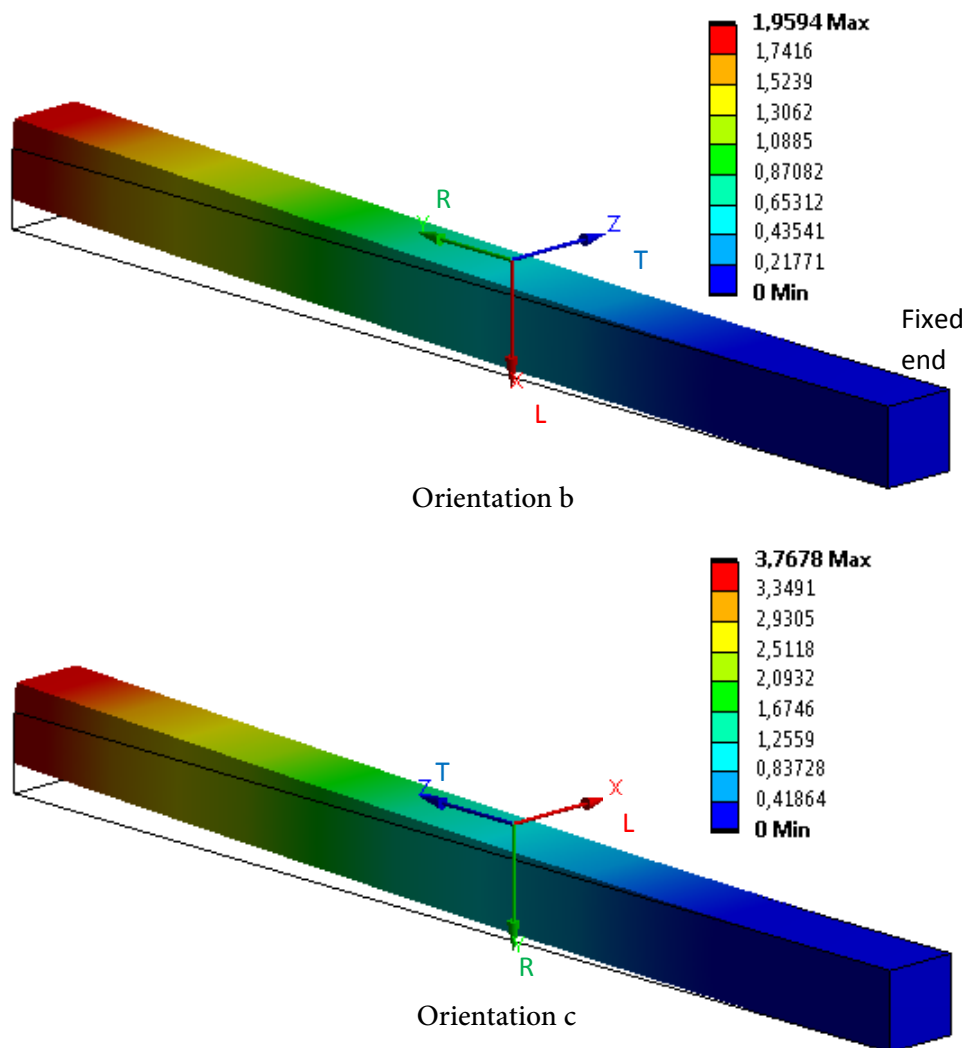 1,9594 Max
1,7416
1,5239
1,3062
1,0885
0,87082
0,65312
0,43541
0,21771
0 Min
R
Y
Z
T
X
L
Fixed
end
Orientation b
3,7678 Max
3,3491
2,9305
2,5118
2,0932
1,6746
1,2559
0,83728
0,41864
0 Min
T
Z
X
L
Y
R
Orientation c